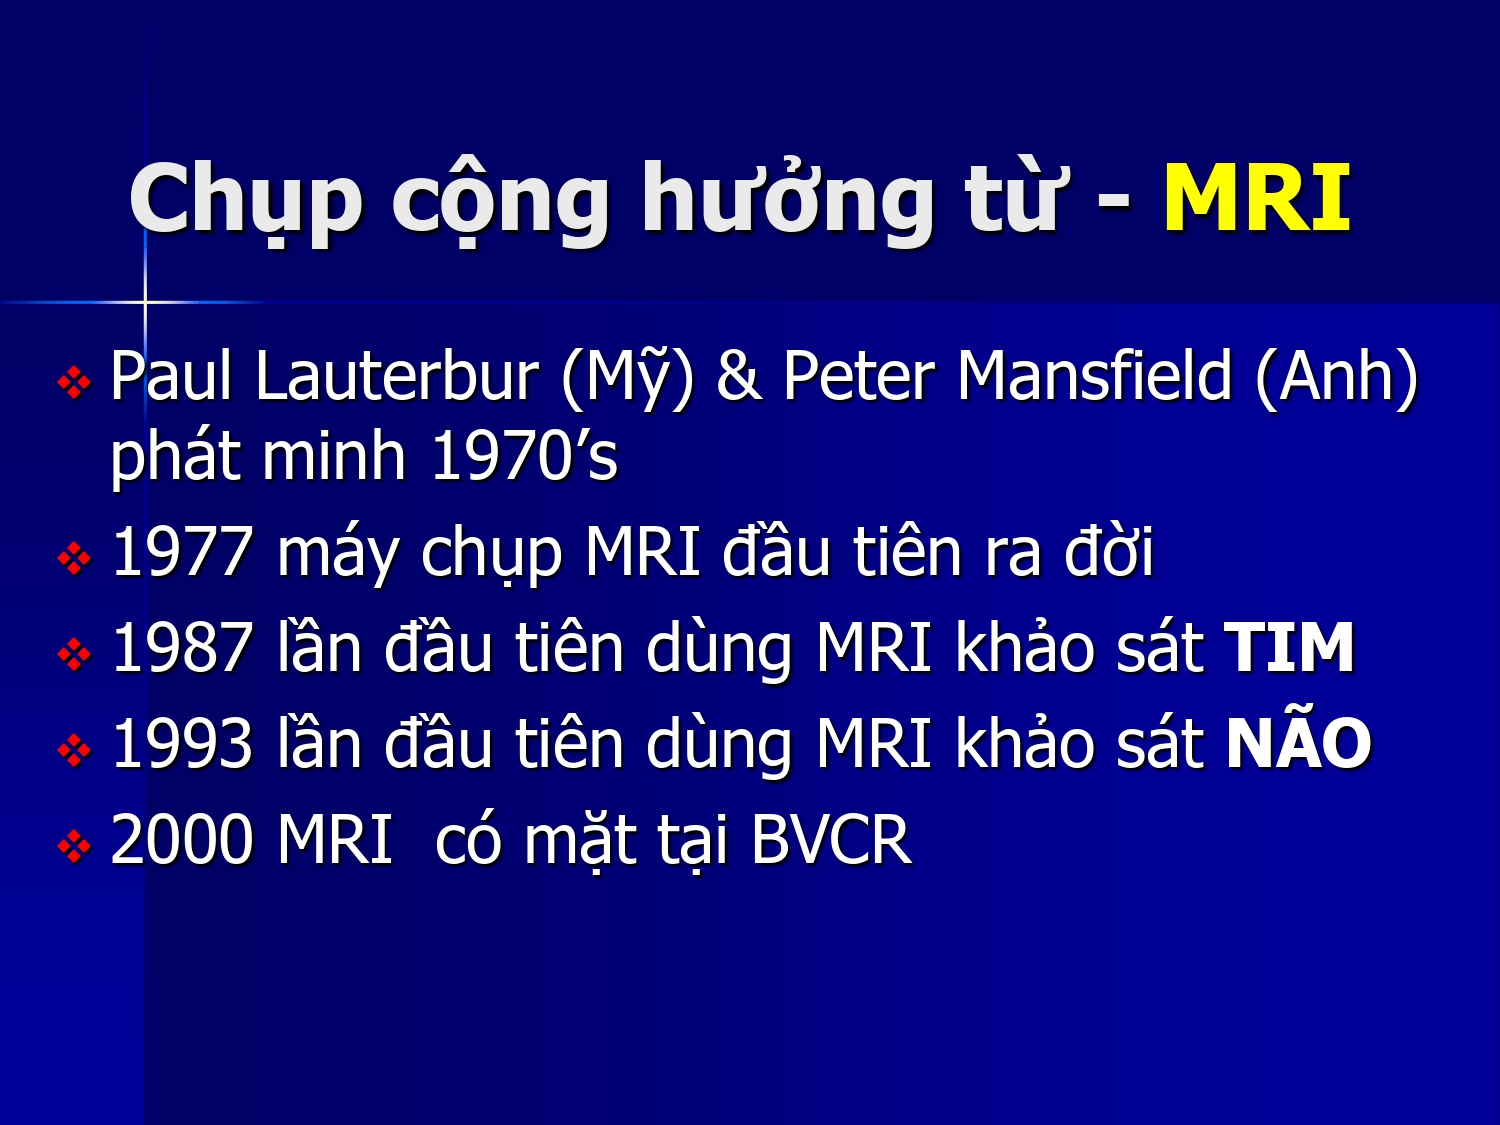 Chụp cộng hưởng từ - MRI
Paul Lauterbur (Mỹ) & Peter Mansfield (Anh)
phát minh 1970’s
1977 máy chụp MRI đầu tiên ra đời
1987 lần đầu tiên dùng MRI khảo sát TIM
1993 lần đầu tiên dùng MRI khảo sát NÃO
2000 MRI  có mặt tại BVCR